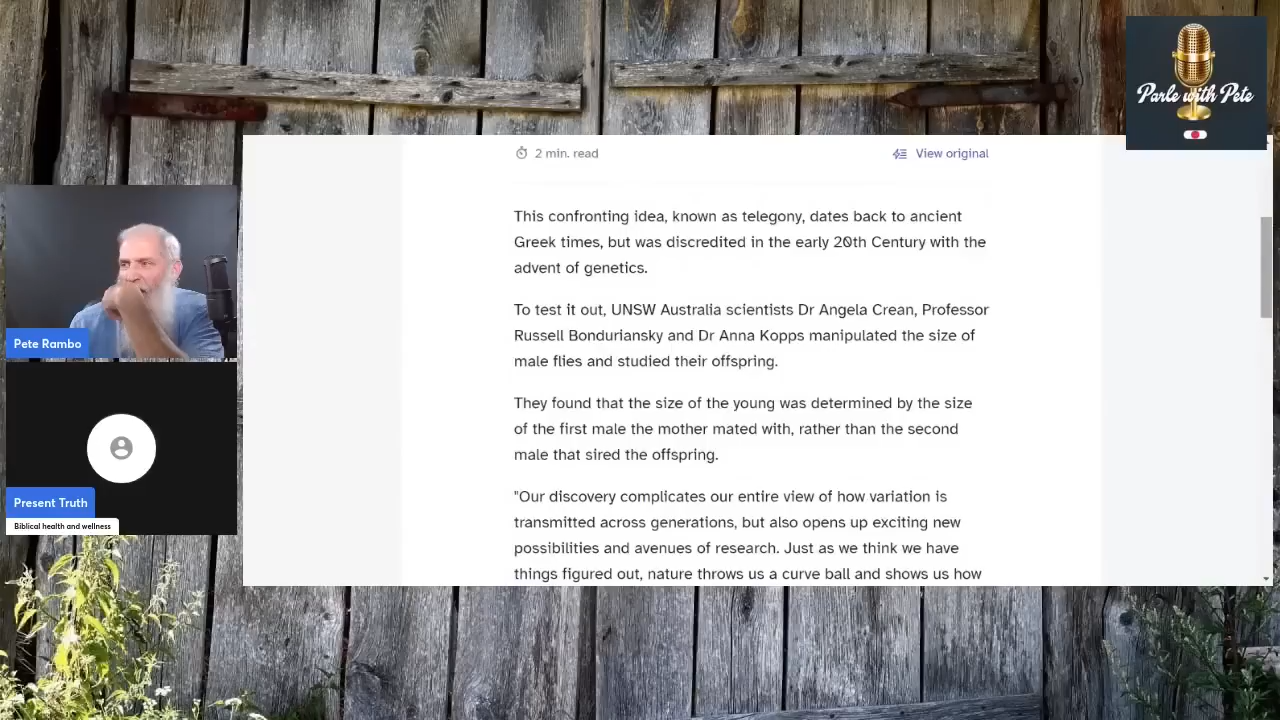 Parle with Pete
2 min. read
View original
This confronting idea, known as telegony, dates back to ancient
Greek times, but was discredited in the early 20th Century with the
advent of genetics.
To test it out, UNSW Australia scientists Dr Angela Crean, Professor
Russell Bonduriansky and Dr Anna Kopps manipulated the size of
male flies and studied their offspring.
They found that the size of the young was determined by the size
of the first male the mother mated with, rather than the second
male that sired the offspring.
"Our discovery complicates our entire view of how variation is
transmitted across generations, but also opens up exciting new
possibilities and avenues of research. Just as we think we have
things figured out, nature throws us a curve ball and shows us how
Pete Rambo
Present Truth
Biblical health and wellness